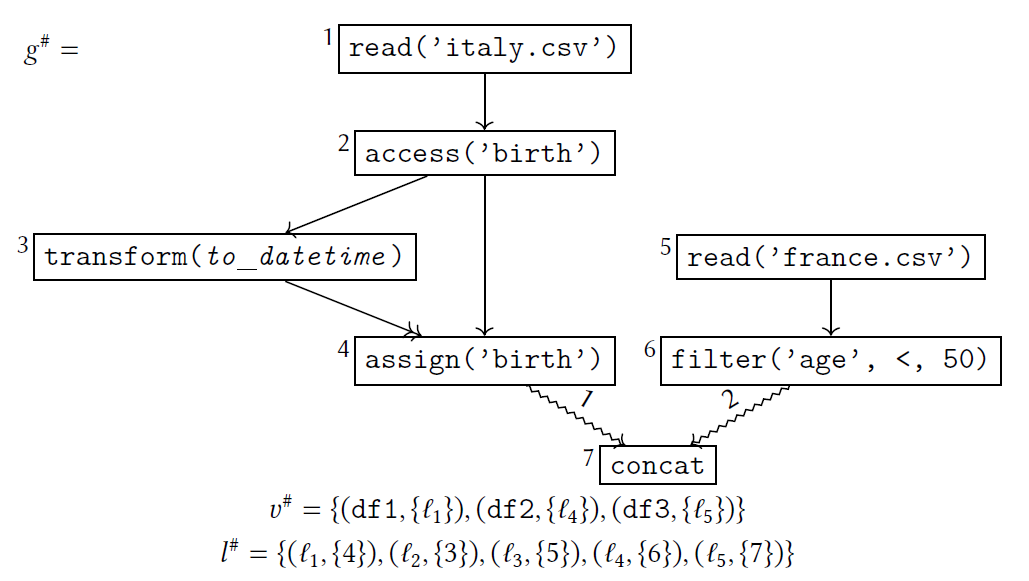 g# =
1 read('italy.csv')
2 access('birth')
3 transform(to_datetime)
5 read('france.csv')
4 assign('birth')
6 filter('age', <, 50)
1
2
7 concat
v# = {(df1, {ℓ₁}), (df2, {ℓ₄}), (df3, {ℓ₅})}
l# = {(ℓ₁, {4}), (ℓ₂, {3}), (ℓ₃, {5}), (ℓ₄, {6}), (ℓ₅, {7})}